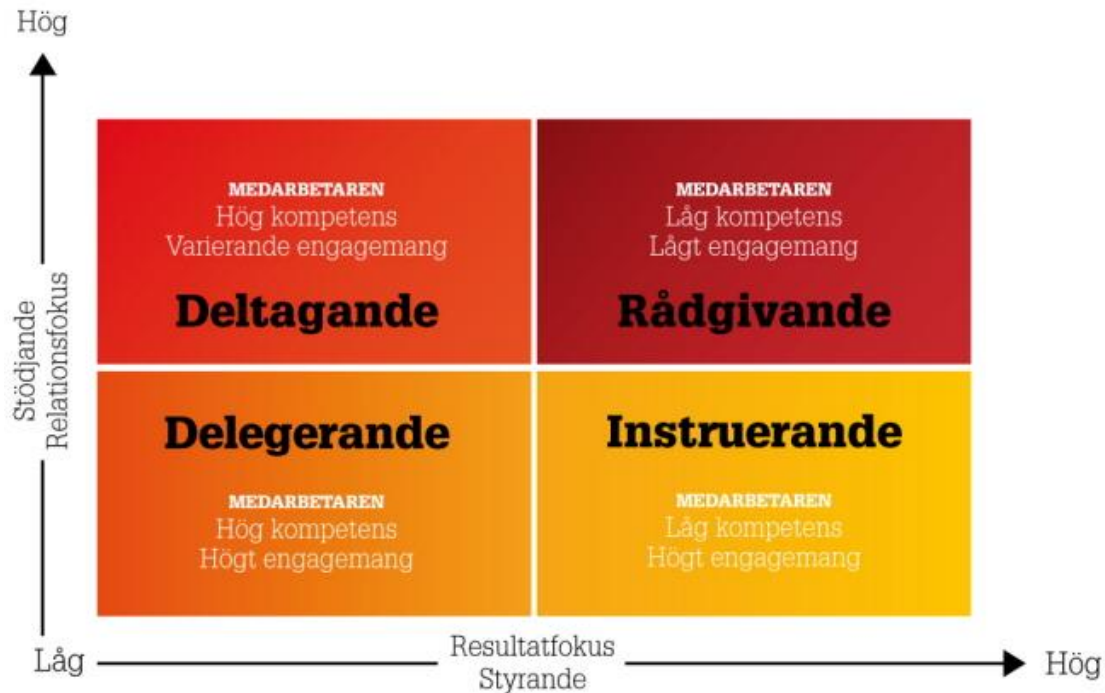 Hög
MEDARBETAREN
Hög kompetens
Varierande engagemang
Deltagande
MEDARBETAREN
Låg kompetens
Lågt engagemang
Rådgivande
Stödjande
Relationsfokus
Delegerande
MEDARBETAREN
Hög kompetens
Högt engagemang
Instruerande
MEDARBETAREN
Låg kompetens
Högt engagemang
Låg
Resultatfokus
Styrande
Hög